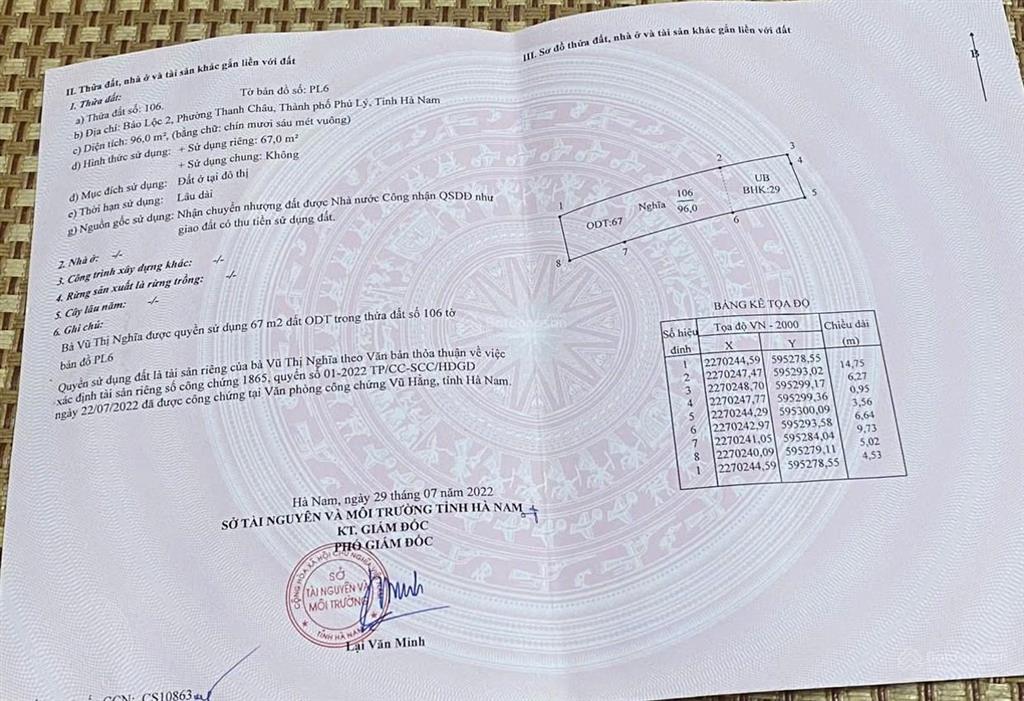 II. Thửa đất, nhà ở và tài sản khác gắn liền với đất
1. Thửa đất:
a) Thửa đất số: 106. Tờ bản đồ số: PL6
b) Địa chỉ: Bảo Lộc 2, Phường Thanh Châu, Thành phố Phủ Lý, Tỉnh Hà Nam
c) Diện tích: 96,0 m², (bằng chữ: chín mươi sáu mét vuông)
d) Hình thức sử dụng: + Sử dụng riêng: 67,0 m²
+ Sử dụng chung: Không
đ) Mục đích sử dụng: Đất ở tại đô thị
e) Thời hạn sử dụng: Lâu dài
g) Nguồn gốc sử dụng: Nhận chuyển nhượng đất được Nhà nước Công nhận QSDĐ như
giao đất có thu tiền sử dụng đất.
2. Nhà ở: -/-
3. Công trình xây dựng khác: -/-
4. Rừng sản xuất là rừng trồng: -/-
5. Cây lâu năm: -/-
6. Ghi chú:
Bà Vũ Thị Nghĩa được quyền sử dụng 67 m2 đất ODT trong thửa đất số 106 tờ
bản đồ PL6
Quyền sử dụng đất là tài sản riêng của bà Vũ Thị Nghĩa theo Văn bản thỏa thuận về việc
xác định tài sản riêng số công chứng 1865, quyển số 01-2022 TP/CC-SCC/HĐGD
ngày 22/07/2022 đã được công chứng tại Văn phòng công chứng Vũ Hằng, tỉnh Hà Nam.
Hà Nam, ngày 29 tháng 07 năm 2022
SỞ TÀI NGUYÊN VÀ MÔI TRƯỜNG TỈNH HÀ NAM
KT. GIÁM ĐỐC
PHÓ GIÁM ĐỐC
CỘNG HÒA XÃ HỘI CHỦ NGHĨA
SỞ
TÀI NGUYÊN VÀ
MÔI TRƯỜNG
TỈNH HÀ NAM
Lại Văn Minh
GCN: CS10863
III. Sơ đồ thửa đất, nhà ở và tài sản khác gắn liền với đất
B
1
2
3
4
5
6
7
8
ODT:67
Nghĩa
106
96,0
UB
BHK:29
BẢNG KÊ TỌA ĐỘ
Số hiệu đỉnh Tọa độ VN - 2000 Chiều dài (m)
X Y
1 2270244,59 595278,55
14,75
2 2270247,47 595293,02
6,27
3 2270248,70 595299,17
0,95
4 2270247,77 595299,36
3,56
5 2270244,29 595300,09
6,64
6 2270242,97 595293,58
9,73
7 2270241,05 595284,04
5,02
8 2270240,09 595279,11
4,53
1 2270244,59 595278,55